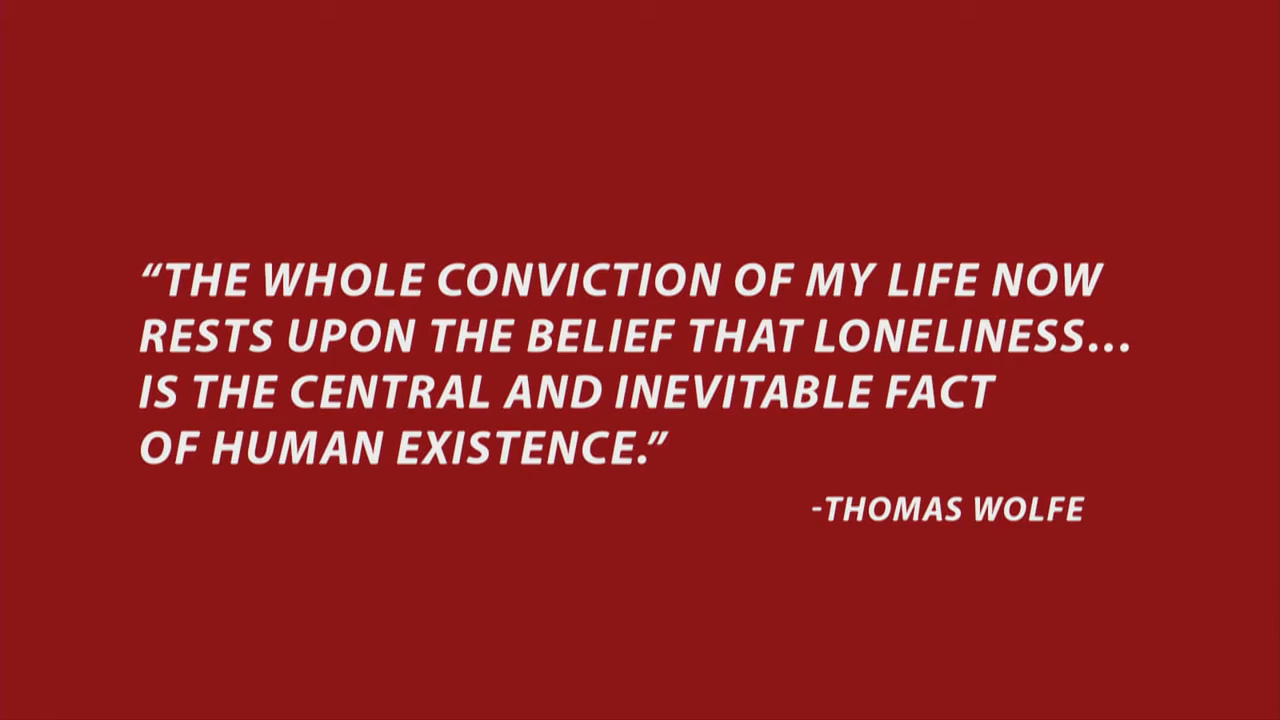 “THE WHOLE CONVICTION OF MY LIFE NOW
RESTS UPON THE BELIEF THAT LONELINESS...
IS THE CENTRAL AND INEVITABLE FACT
OF HUMAN EXISTENCE.”
-THOMAS WOLFE